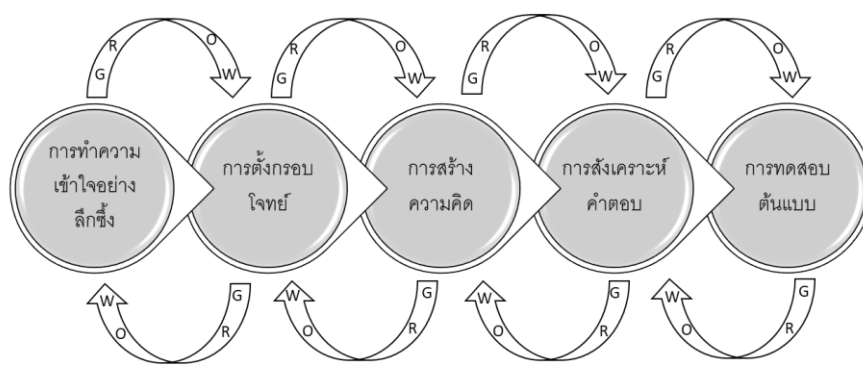 G R O W
G R O W
G R O W
G R O W
การทำความ
เข้าใจอย่าง
ลึกซึ้ง
การตั้งกรอบ
โจทย์
การสร้าง
ความคิด
การสังเคราะห์
คำตอบ
การทดสอบ
ต้นแบบ
W O R G
W O R G
W O R G
W O R G